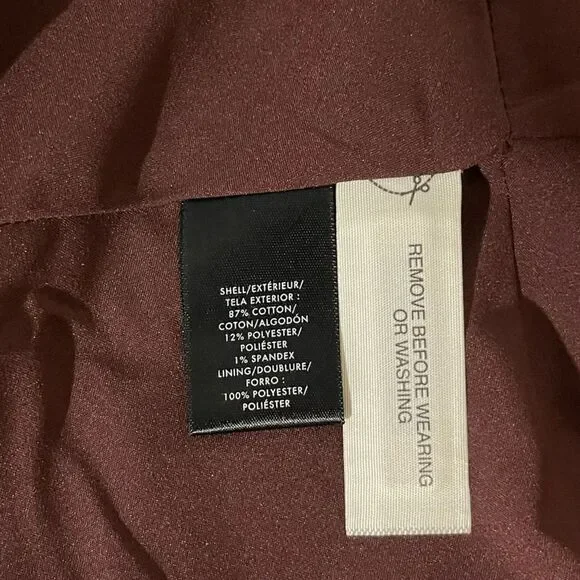 SHELL/EXTÉRIEUR/
TELA EXTERIOR :
87% COTTON/
COTON/ALGODÓN
12% POLYESTER/
POLIÉSTER
1% SPANDEX
LINING/DOUBLURE/
FORRO :
100% POLYESTER/
POLIÉSTER
REMOVE BEFORE WEARING
OR WASHING